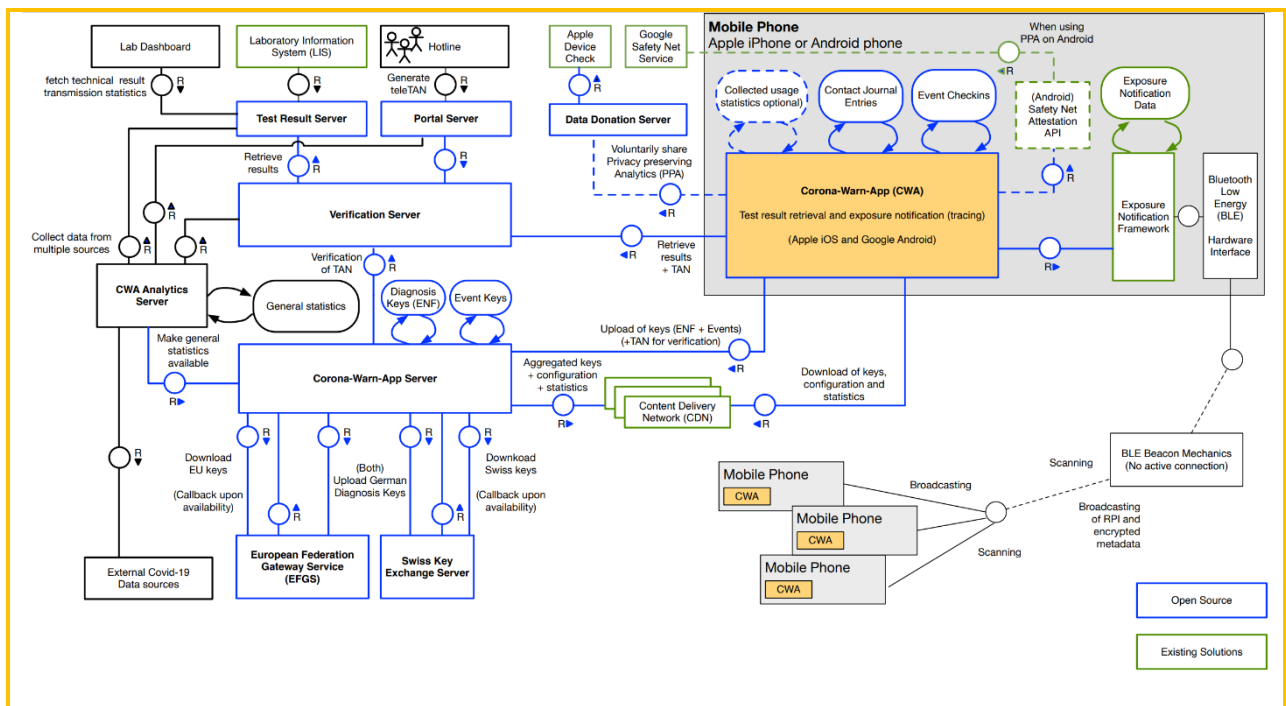 Lab Dashboard
Laboratory Information
System (LIS)
Hotline
Apple
Device
Check
Google
Safety Net
Service
Mobile Phone
Apple iPhone or Android phone
When using
PPA on Android
R
fetch technical result
transmission statistics
R
R
Generate
teleTAN
R
R
Collected usage
statistics optional)
Contact Journal
Entries
Event Checkins
(Android)
Safety Net
Attestation
API
Exposure
Notification
Data
Test Result Server
Portal Server
Data Donation Server
Retrieve
results
R
R
Voluntarily share
Privacy preserving
Analytics (PPA)
R
R
Corona-Warn-App (CWA)
Test result retrieval and exposure notification (tracing)
(Apple iOS and Google Android)
Exposure
Notification
Framework
Bluetooth
Low
Energy
(BLE)
Hardware
Interface
R
Verification Server
Collect data from
multiple sources
R
R
R
Retrieve
results
+ TAN
R
Verification
of TAN
R
CWA Analytics
Server
General statistics
Diagnosis
Keys (ENF)
Event Keys
Make general
statistics
available
R
Upload of keys (ENF + Events)
(+TAN for verification)
R
Corona-Warn-App Server
Aggregated keys
+ configuration
+ statistics
R
Content Delivery
Network (CDN)
Download of keys,
configuration and
statistics
R
R
R
R
R
R
Download
EU keys
(Callback upon
availability)
R
(Both)
Upload German
Diagnosis Keys
R
Downkoad
Swiss keys
(Callback upon
availability)
BLE Beacon Mechanics
(No active connection)
Scanning
Mobile Phone
CWA
Broadcasting
Mobile Phone
CWA
Broadcasting
of RPI and
encrypted
metadata
Scanning
Mobile Phone
CWA
External Covid-19
Data sources
European Federation
Gateway Service
(EFGS)
Swiss Key
Exchange Server
Open Source
Existing Solutions